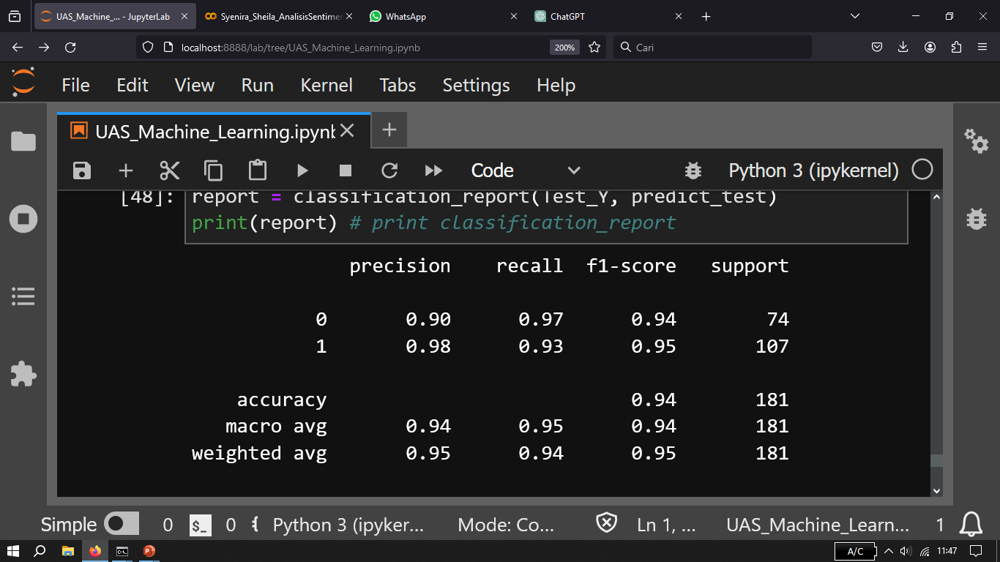 UAS_Machine_... - JupyterLab
Syenira_Sheila_AnalisisSentimen
WhatsApp
ChatGPT
localhost:8888/lab/tree/UAS_Machine_Learning.ipynb
200%
Cari
File Edit View Run Kernel Tabs Settings Help
UAS_Machine_Learning.ipynb
Code
Python 3 (ipykernel)
[48]: report = classification_report(Test_Y, predict_test)
print(report) # print classification_report
precision recall f1-score support
0 0.90 0.97 0.94 74
1 0.98 0.93 0.95 107
accuracy 0.94 181
macro avg 0.94 0.95 0.94 181
weighted avg 0.95 0.94 0.95 181
Simple 0 $_ 0 Python 3 (ipyker... Mode: Co... Ln 1, ... UAS_Machine_Learn... 1
A/C 11:47